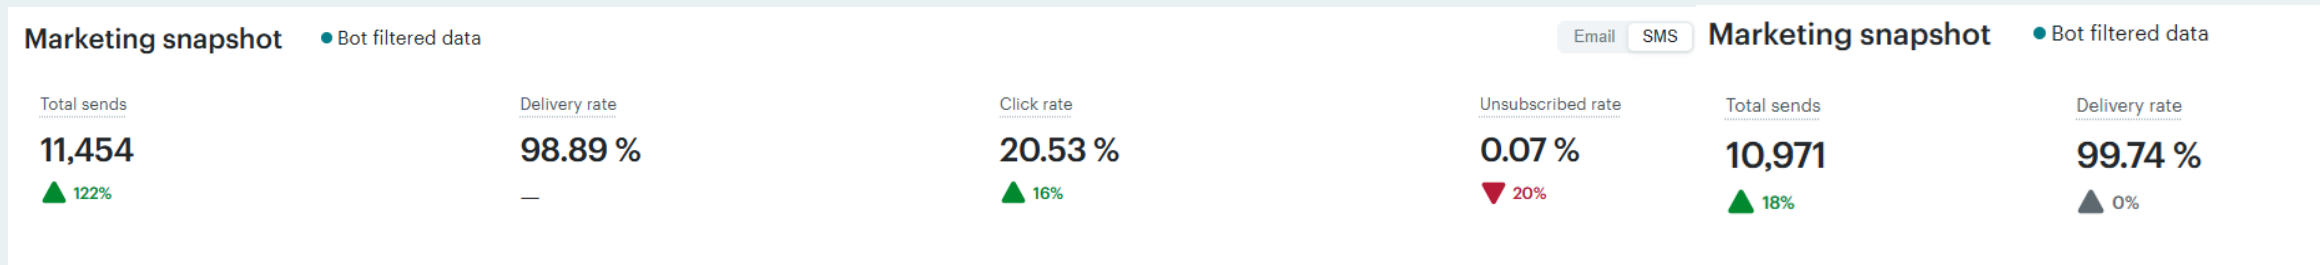 Marketing snapshot
Bot filtered data
Email
SMS
Total sends
11,454
122%
Delivery rate
98.89 %
—
Click rate
20.53 %
16%
Unsubscribed rate
0.07 %
20%
Marketing snapshot
Bot filtered data
Total sends
10,971
18%
Delivery rate
99.74 %
0%